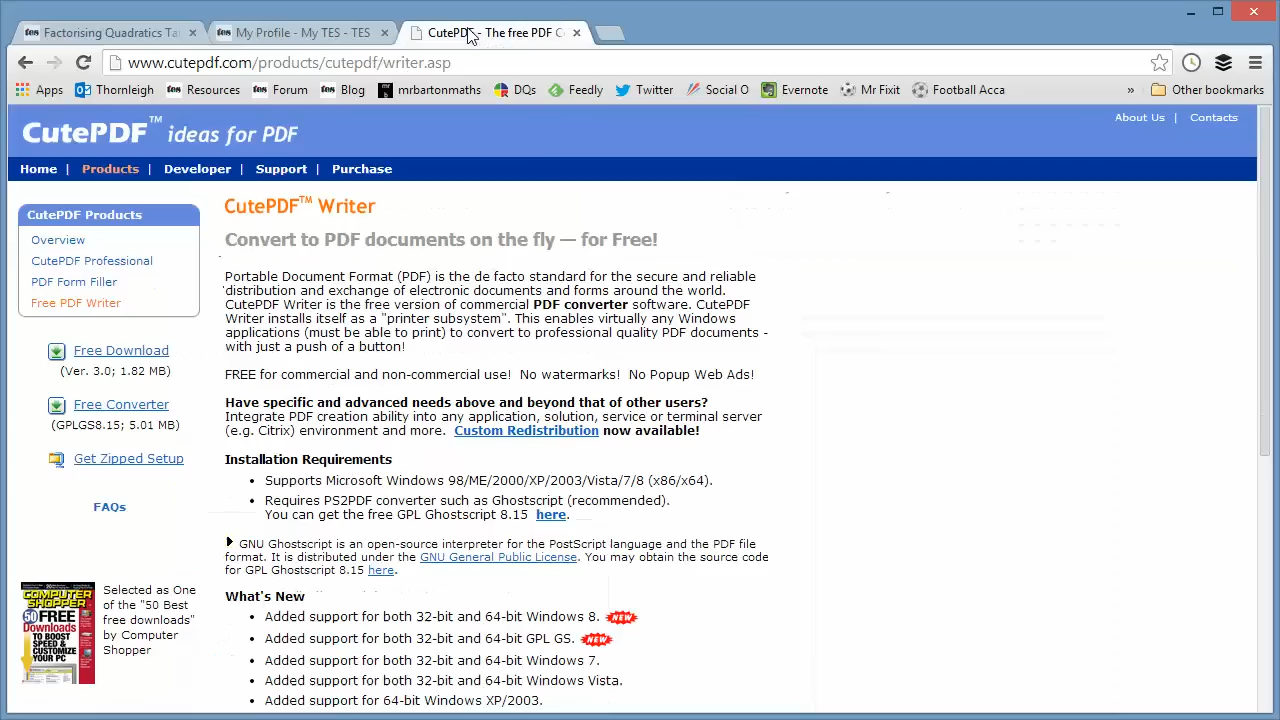 Factorising Quadratics Ta
My Profile - My TES - TES
CutePDF - The free PDF C
www.cutepdf.com/products/cutepdf/writer.asp
Apps Thornleigh tes Resources tes Forum tes Blog mrbartonmaths DQs Feedly Twitter Social O Evernote Mr Fixit Football Acca » Other bookmarks
CutePDF™ ideas for PDF
About Us | Contacts
Home | Products | Developer | Support | Purchase
CutePDF Products
Overview
CutePDF Professional
PDF Form Filler
Free PDF Writer
Free Download
(Ver. 3.0; 1.82 MB)
Free Converter
(GPLGS8.15; 5.01 MB)
Get Zipped Setup
FAQs
COMPUTER
SHOPPER
50 FREE
Downloads
TO BOOST
SPEED &
CUSTOMIZE
YOUR PC
Selected as One
of the "50 Best
free downloads"
by Computer
Shopper
CutePDF™ Writer
Convert to PDF documents on the fly — for Free!
Portable Document Format (PDF) is the de facto standard for the secure and reliable
distribution and exchange of electronic documents and forms around the world.
CutePDF Writer is the free version of commercial PDF converter software. CutePDF
Writer installs itself as a "printer subsystem". This enables virtually any Windows
applications (must be able to print) to convert to professional quality PDF documents -
with just a push of a button!
FREE for commercial and non-commercial use! No watermarks! No Popup Web Ads!
Have specific and advanced needs above and beyond that of other users?
Integrate PDF creation ability into any application, solution, service or terminal server
(e.g. Citrix) environment and more. Custom Redistribution now available!
Installation Requirements
• Supports Microsoft Windows 98/ME/2000/XP/2003/Vista/7/8 (x86/x64).
• Requires PS2PDF converter such as Ghostscript (recommended).
You can get the free GPL Ghostscript 8.15 here.
GNU Ghostscript is an open-source interpreter for the PostScript language and the PDF file
format. It is distributed under the GNU General Public License. You may obtain the source code
for GPL Ghostscript 8.15 here.
What's New
• Added support for both 32-bit and 64-bit Windows 8. NEW
• Added support for both 32-bit and 64-bit GPL GS. NEW
• Added support for both 32-bit and 64-bit Windows 7.
• Added support for both 32-bit and 64-bit Windows Vista.
• Added support for 64-bit Windows XP/2003.